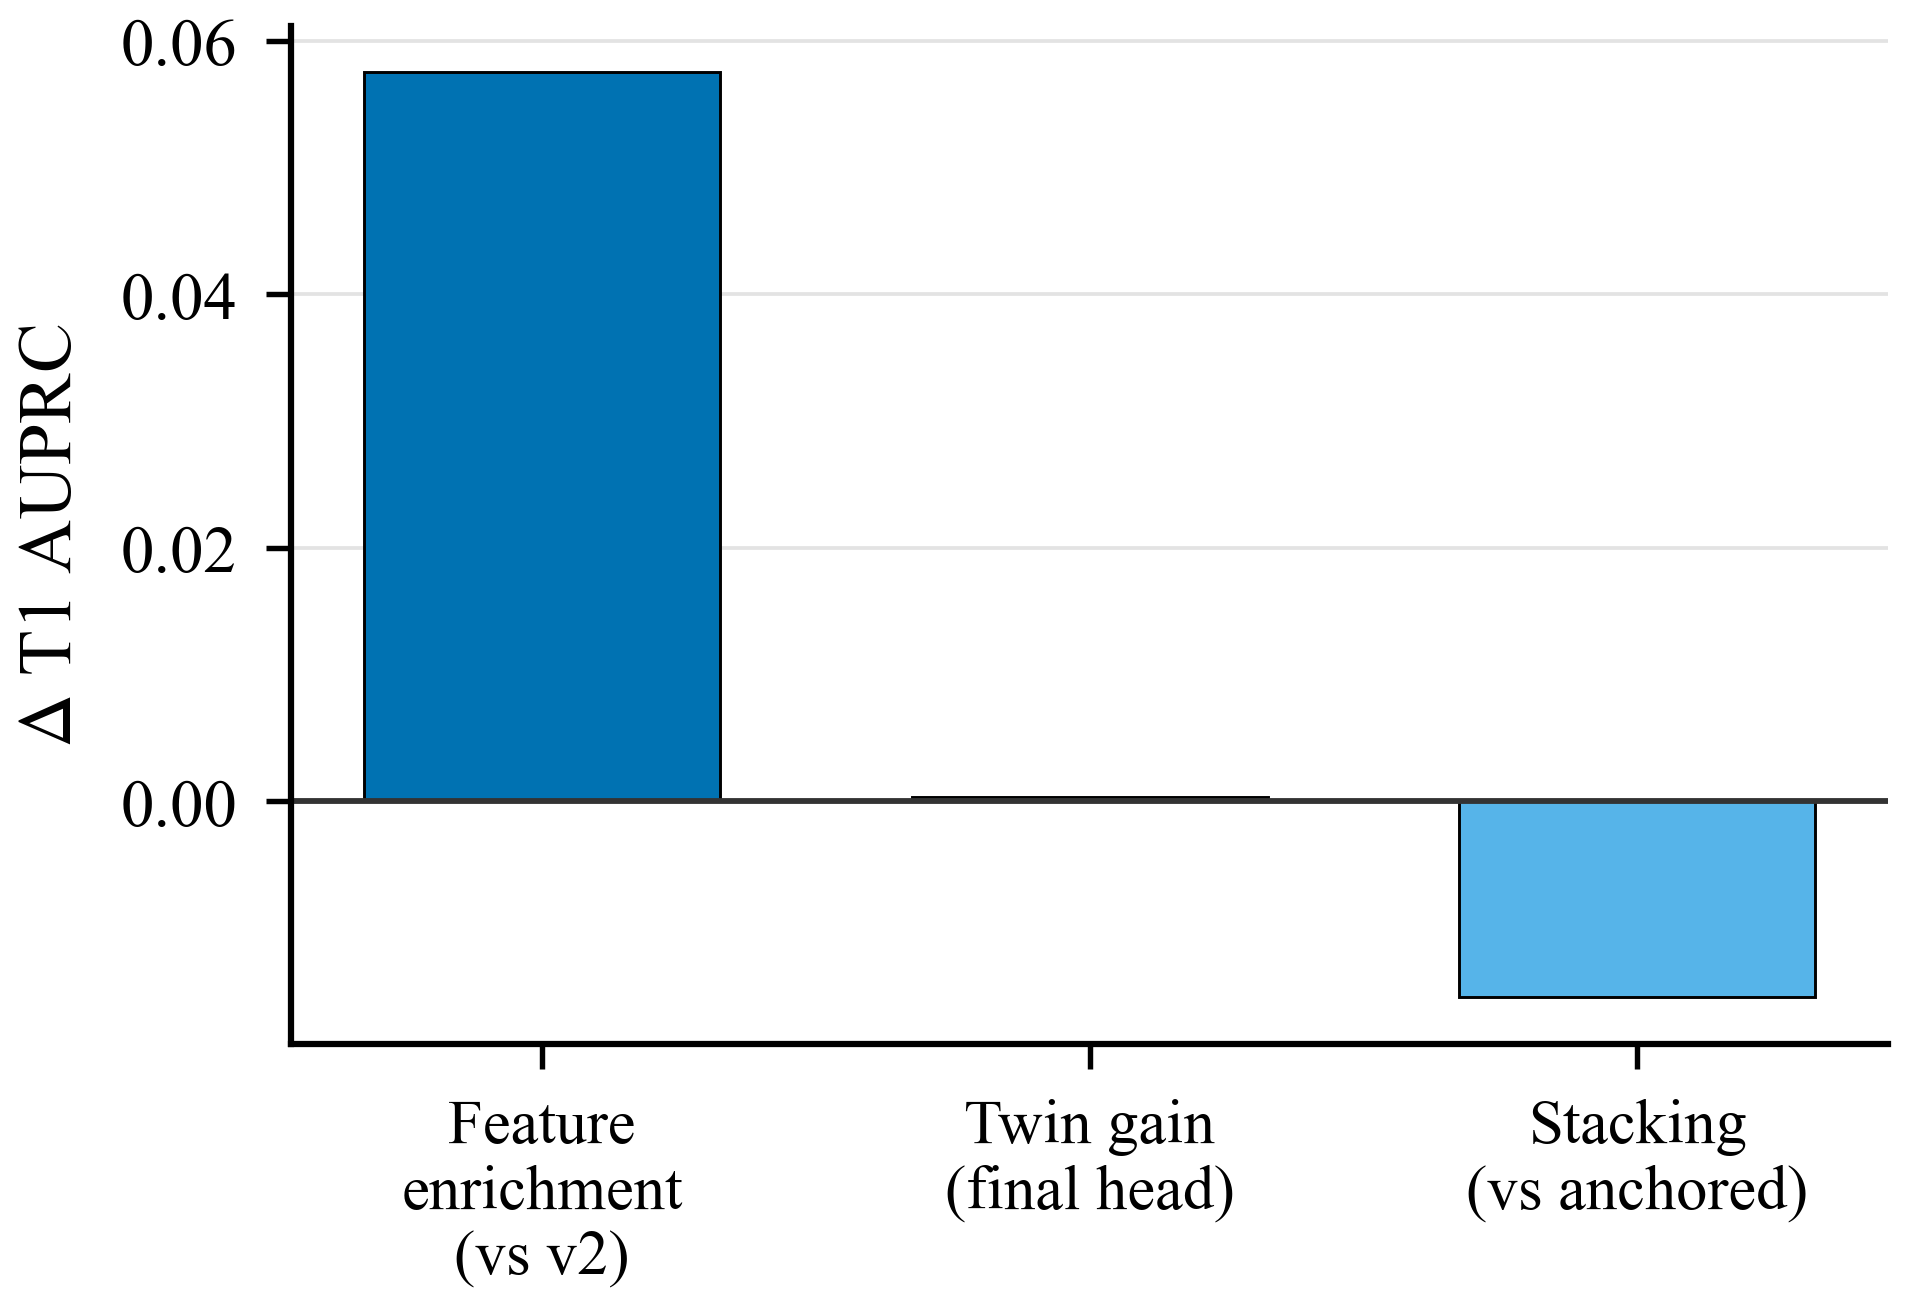 0.06
0.04
0.02
0.00
Δ T1 AUPRC
Feature
enrichment
(vs v2)
Twin gain
(final head)
Stacking
(vs anchored)